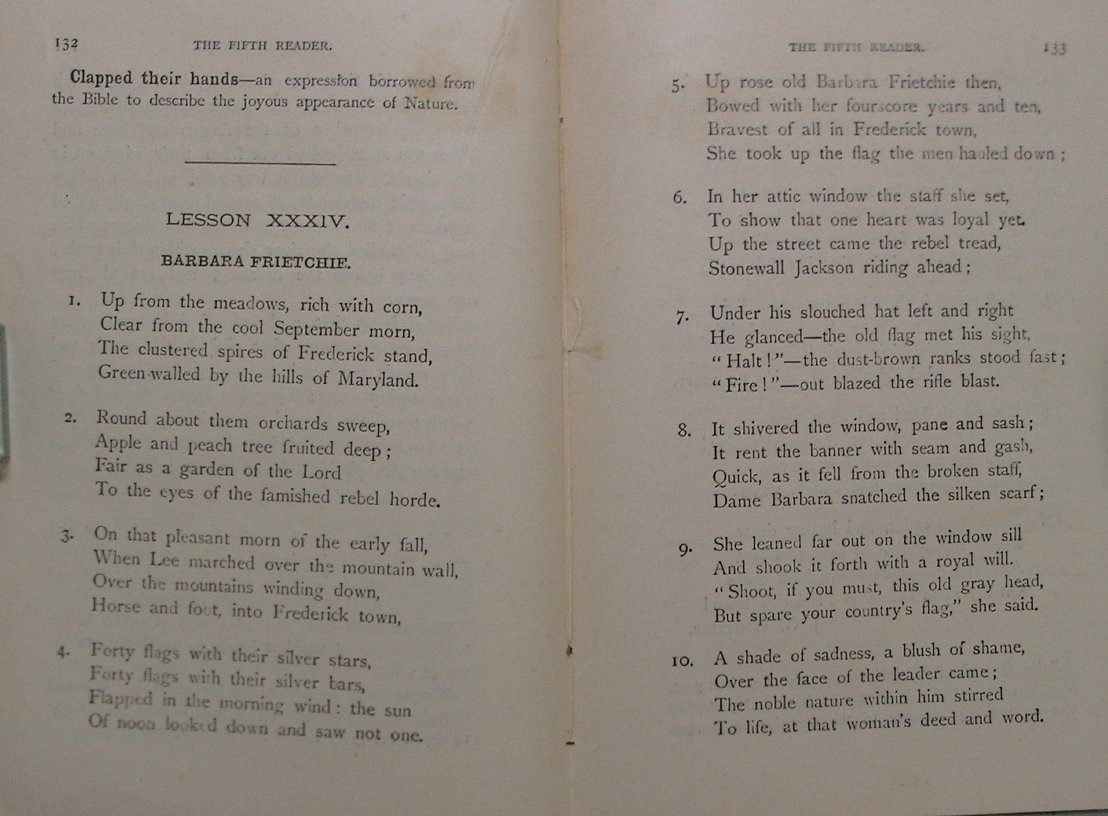 132
THE FIFTH READER.
Clapped their hands—an expression borrowed from
the Bible to describe the joyous appearance of Nature.
LESSON XXXIV.
BARBARA FRIETCHIE.
1. Up from the meadows, rich with corn,
Clear from the cool September morn,
The clustered spires of Frederick stand,
Green-walled by the hills of Maryland.
2. Round about them orchards sweep,
Apple and peach tree fruited deep;
Fair as a garden of the Lord
To the eyes of the famished rebel horde.
3. On that pleasant morn of the early fall,
When Lee marched over the mountain wall,
Over the mountains winding down,
Horse and foot, into Frederick town,
4. Forty flags with their silver stars,
Forty flags with their silver bars,
Flapped in the morning wind: the sun
Of noon looked down and saw not one.
THE FIFTH READER.
133
5. Up rose old Barbara Frietchie then,
Bowed with her fourscore years and ten,
Bravest of all in Frederick town,
She took up the flag the men hauled down;
6. In her attic window the staff she set,
To show that one heart was loyal yet.
Up the street came the rebel tread,
Stonewall Jackson riding ahead;
7. Under his slouched hat left and right
He glanced—the old flag met his sight,
"Halt!"—the dust-brown ranks stood fast;
"Fire!"—out blazed the rifle blast.
8. It shivered the window, pane and sash;
It rent the banner with seam and gash,
Quick, as it fell from the broken staff,
Dame Barbara snatched the silken scarf;
9. She leaned far out on the window sill
And shook it forth with a royal will.
"Shoot, if you must, this old gray head,
But spare your country's flag," she said.
10. A shade of sadness, a blush of shame,
Over the face of the leader came;
The noble nature within him stirred
To life, at that woman's deed and word.